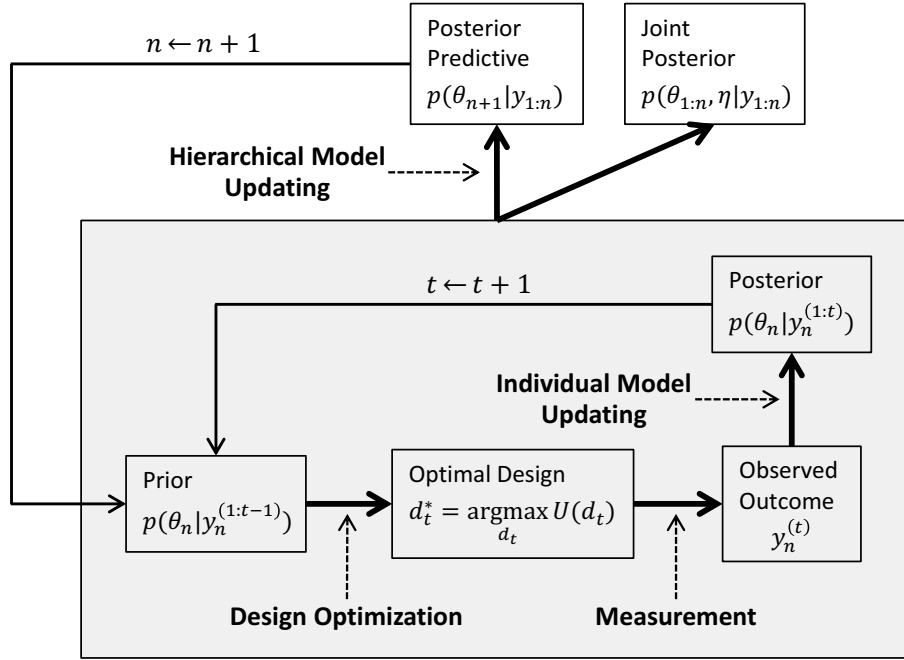 n ← n + 1
Posterior
Predictive
p(θ_{n+1}|y_{1:n})
Joint
Posterior
p(θ_{1:n}, η|y_{1:n})
Hierarchical Model
Updating
t ← t + 1
Posterior
p(θ_n|y_n^{(1:t)})
Individual Model
Updating
Prior
p(θ_n|y_n^{(1:t−1)})
Optimal Design
d_t^* = argmax U(d_t)
d_t
Observed
Outcome
y_n^{(t)}
Design Optimization
Measurement